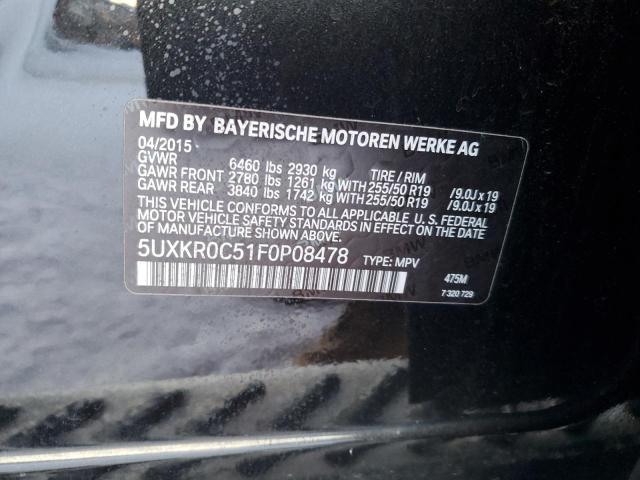 MFD BY BAYERISCHE MOTOREN WERKE AG
04/2015
GVWR 6460 lbs 2930 kg TIRE / RIM
GAWR FRONT 2780 lbs 1261 kg WITH 255/50 R19 /9.0J x 19
GAWR REAR 3840 lbs 1742 kg WITH 255/50 R19 /9.0J x 19
THIS VEHICLE CONFORMS TO ALL APPLICABLE U. S. FEDERAL
MOTOR VEHICLE SAFETY STANDARDS IN EFFECT ON THE DATE
OF MANUFACTURE SHOWN ABOVE.
5UXKR0C51F0P08478 TYPE: MPV
475M
7 320 729